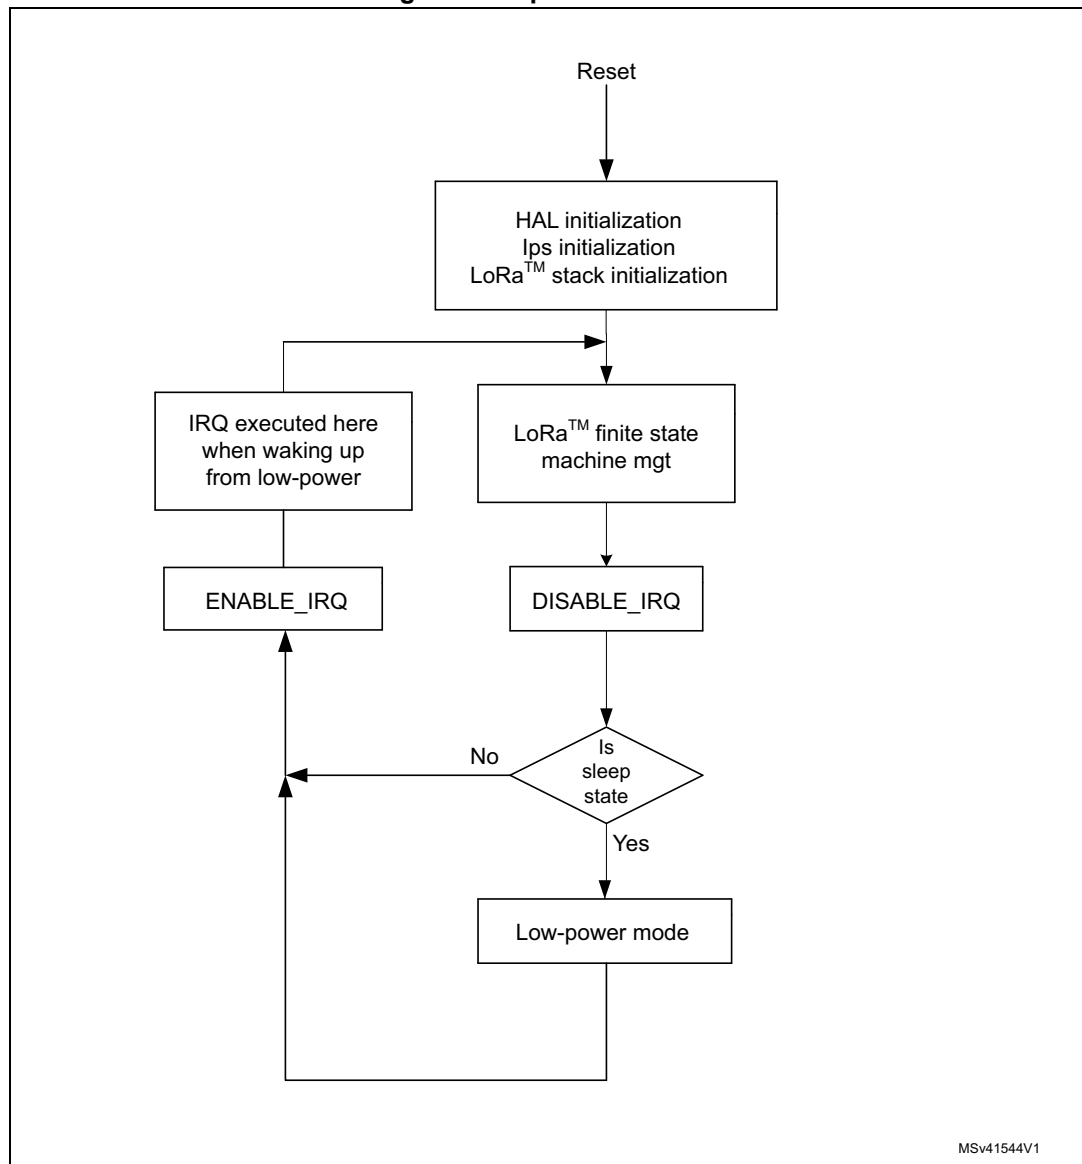 Reset
HAL initialization
Ips initialization
LoRa™ stack initialization
IRQ executed here
when waking up
from low-power
LoRa™ finite state
machine mgt
ENABLE_IRQ
DISABLE_IRQ
No
Is
sleep
state
Yes
Low-power mode
MSv41544V1